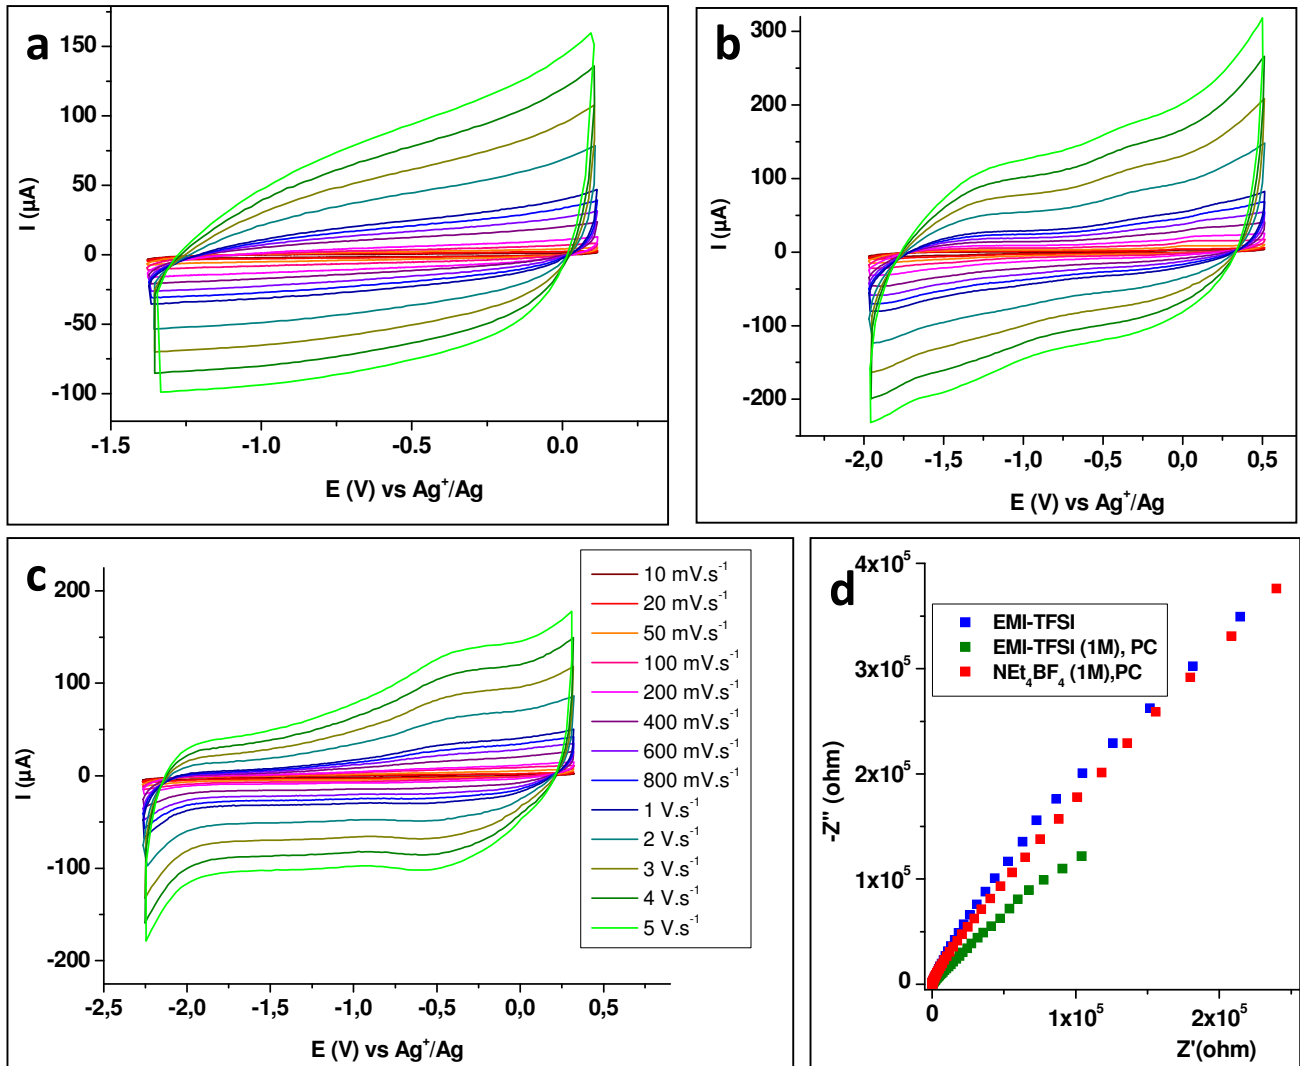 a
150
100
50
0
-50
-100
-1.5
-1.0
-0.5
0.0
I (µA)
E (V) vs Ag⁺/Ag
b
300
200
100
0
-100
-200
-2,0
-1,5
-1,0
-0,5
0,0
0,5
I (µA)
E (V) vs Ag⁺/Ag
c
200
100
0
-100
-200
-2,5
-2,0
-1,5
-1,0
-0,5
0,0
0,5
I (µA)
E (V) vs Ag⁺/Ag
10 mV.s⁻¹
20 mV.s⁻¹
50 mV.s⁻¹
100 mV.s⁻¹
200 mV.s⁻¹
400 mV.s⁻¹
600 mV.s⁻¹
800 mV.s⁻¹
1 V.s⁻¹
2 V.s⁻¹
3 V.s⁻¹
4 V.s⁻¹
5 V.s⁻¹
d
4x10⁵
3x10⁵
2x10⁵
1x10⁵
0
0
1x10⁵
2x10⁵
-Z'' (ohm)
Z'(ohm)
EMI-TFSI
EMI-TFSI (1M), PC
NEt₄BF₄ (1M),PC